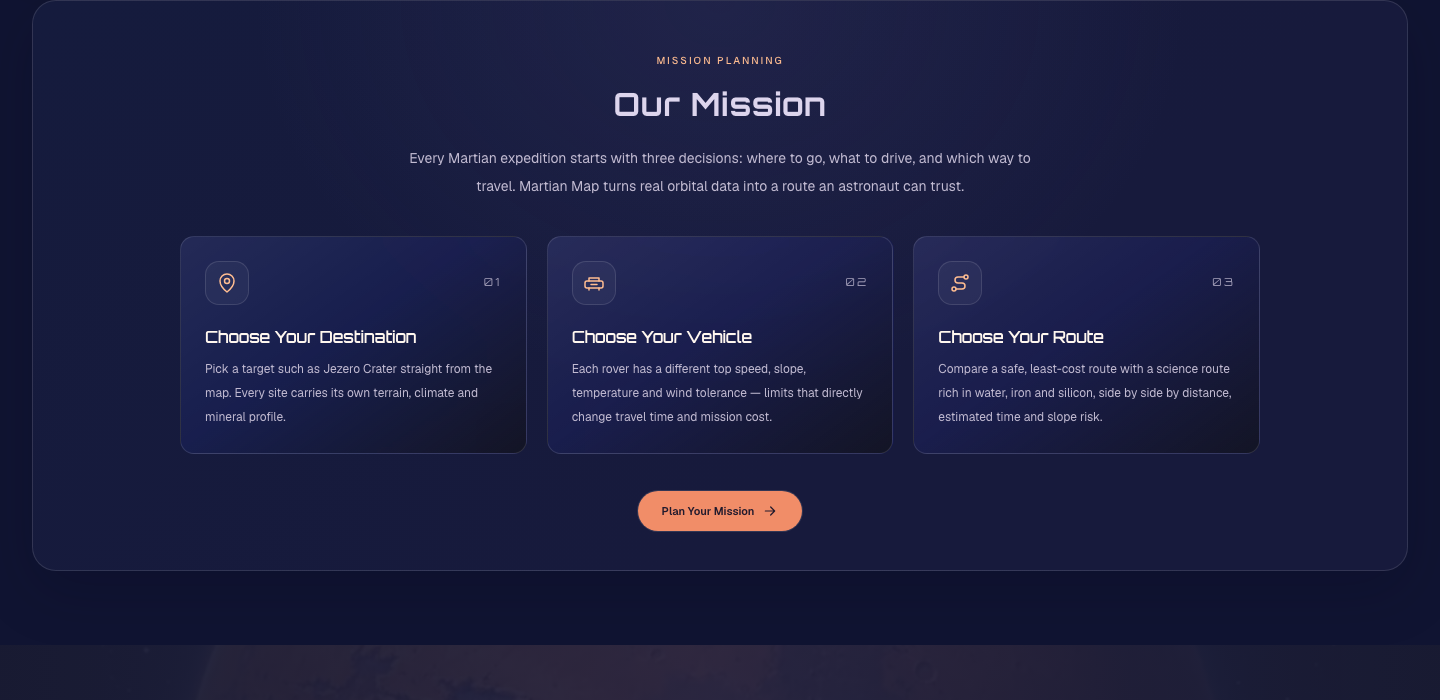 MISSION PLANNING
Our Mission
Every Martian expedition starts with three decisions: where to go, what to drive, and which way to
travel. Martian Map turns real orbital data into a route an astronaut can trust.
01
Choose Your Destination
Pick a target such as Jezero Crater straight from the
map. Every site carries its own terrain, climate and
mineral profile.
02
Choose Your Vehicle
Each rover has a different top speed, slope,
temperature and wind tolerance — limits that directly
change travel time and mission cost.
03
Choose Your Route
Compare a safe, least-cost route with a science route
rich in water, iron and silicon, side by side by distance,
estimated time and slope risk.
Plan Your Mission